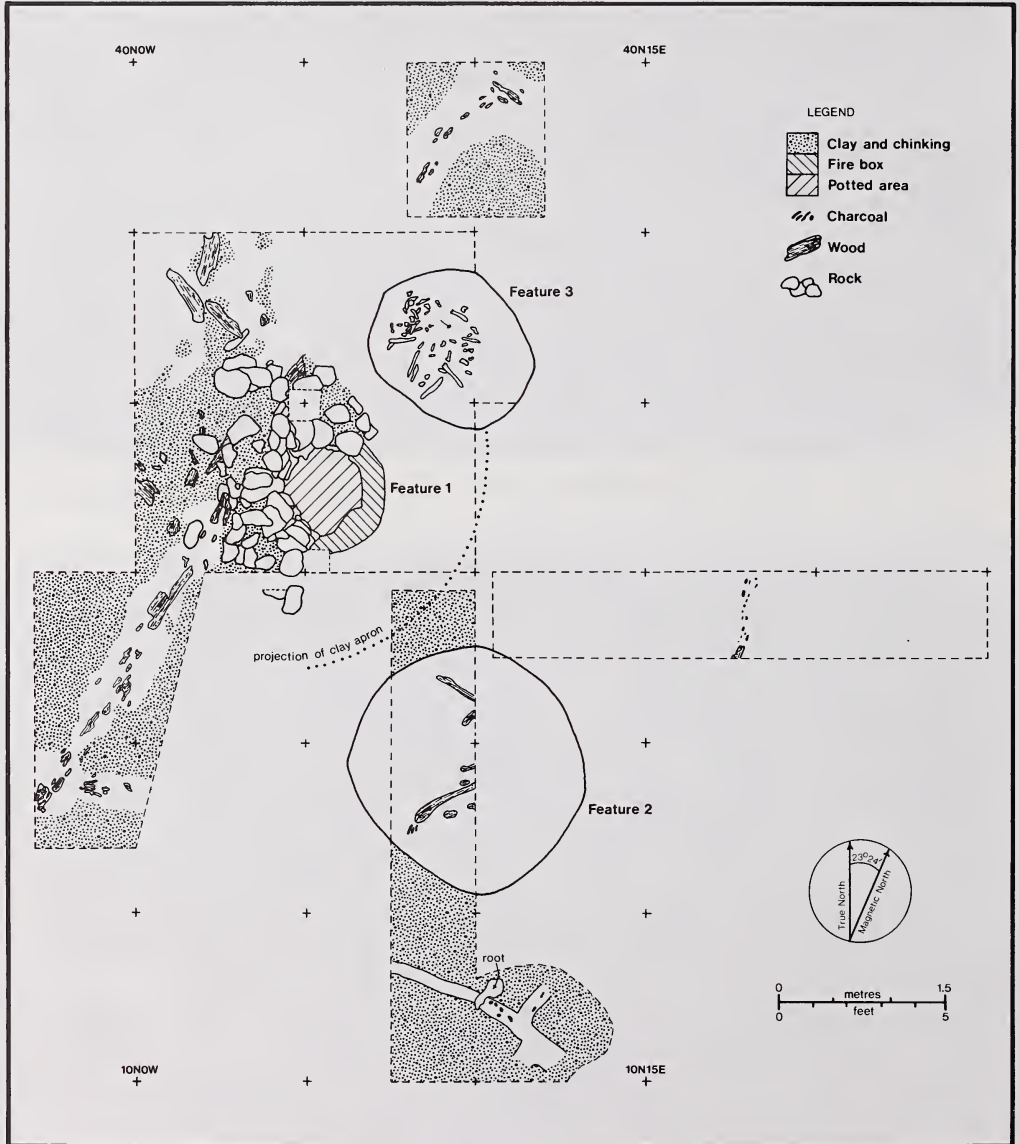 40N0W
40N15E
LEGEND
Clay and chinking
Fire box
Potted area
Charcoal
Wood
Rock
Feature 3
Feature 1
projection of clay apron
Feature 2
23° 24'
True North
Magnetic North
root
0 metres 1.5
0 feet 5
10N0W
10N15E